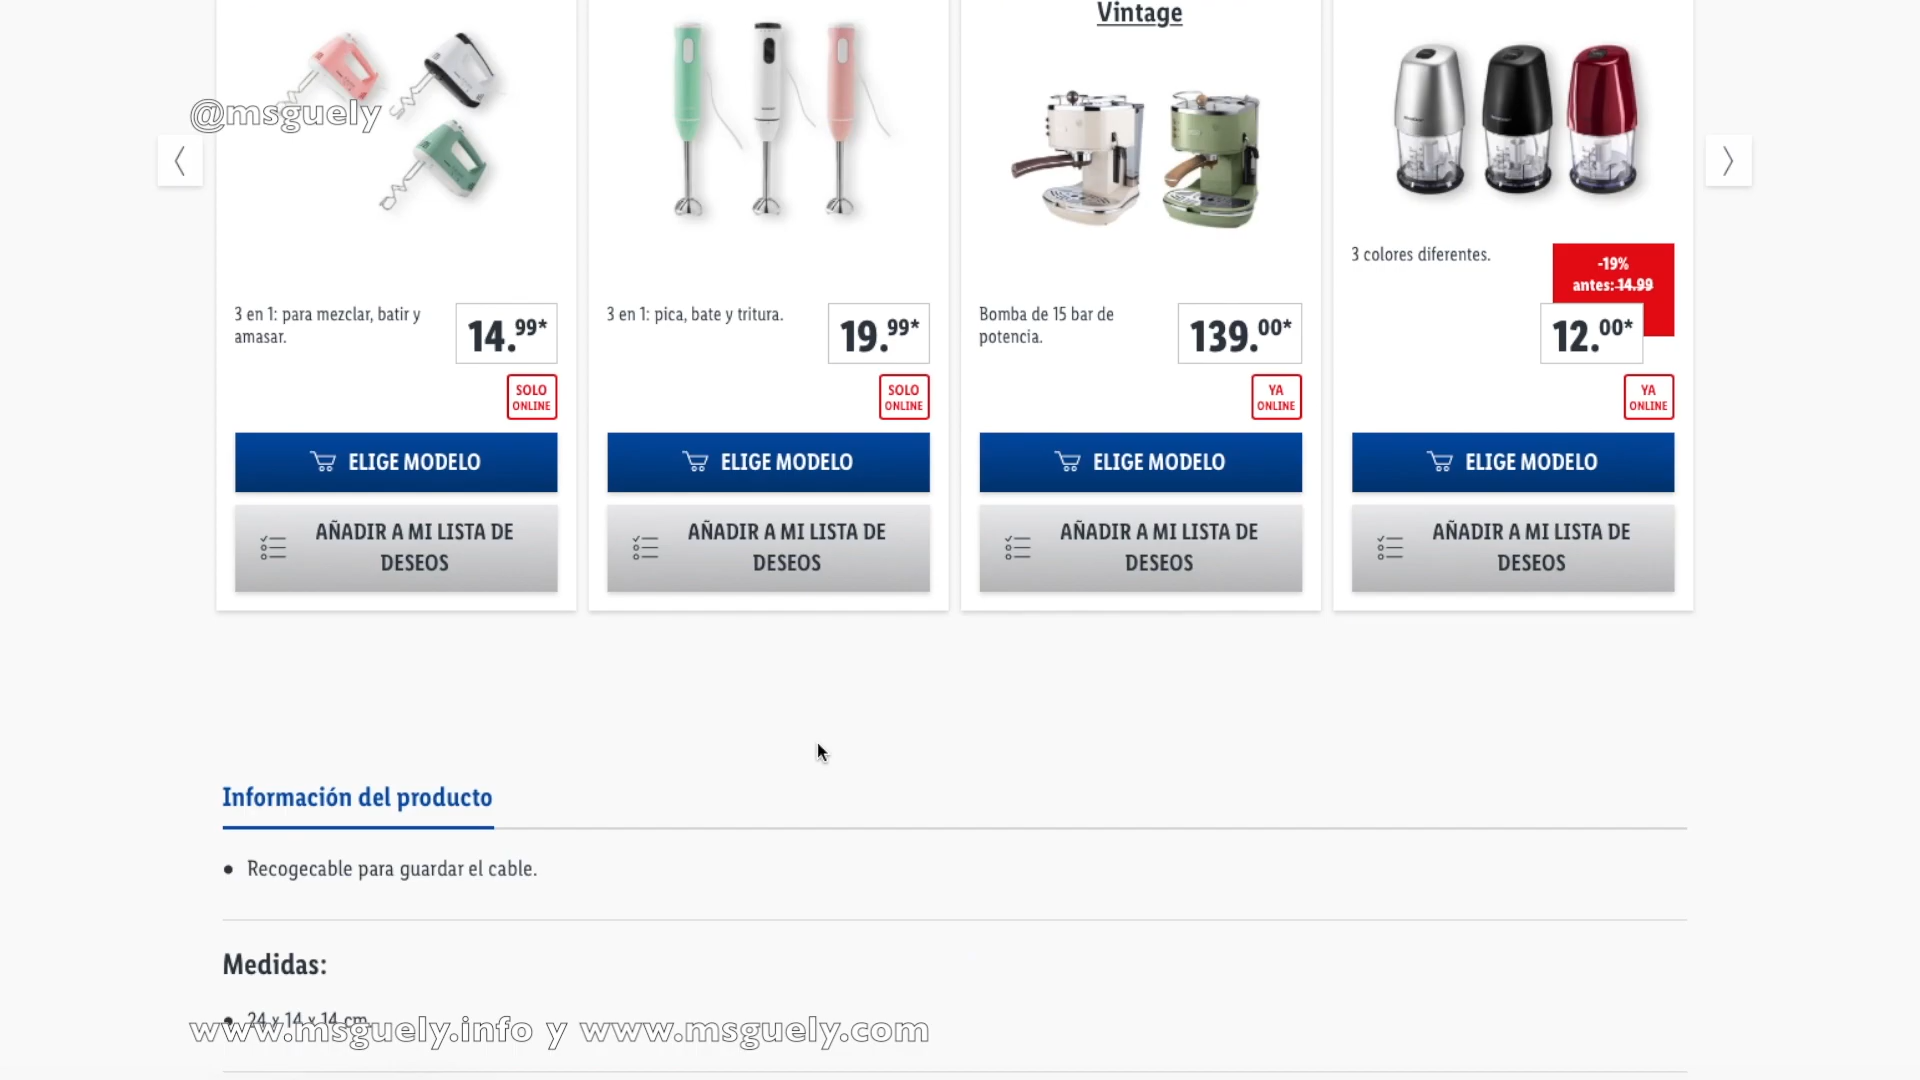 Vintage
@msguely
3 en 1: para mezclar, batir y
amasar.
14.99*
SOLO
ONLINE
ELIGE MODELO
AÑADIR A MI LISTA DE
DESEOS
3 en 1: pica, bate y tritura.
19.99*
SOLO
ONLINE
ELIGE MODELO
AÑADIR A MI LISTA DE
DESEOS
Bomba de 15 bar de
potencia.
139.00*
YA
ONLINE
ELIGE MODELO
AÑADIR A MI LISTA DE
DESEOS
3 colores diferentes.
-19%
antes: 14.99
12.00*
YA
ONLINE
ELIGE MODELO
AÑADIR A MI LISTA DE
DESEOS
Información del producto
• Recogecable para guardar el cable.
Medidas:
• 24 x 14 x 14 cm.
www.msguely.info y www.msguely.com